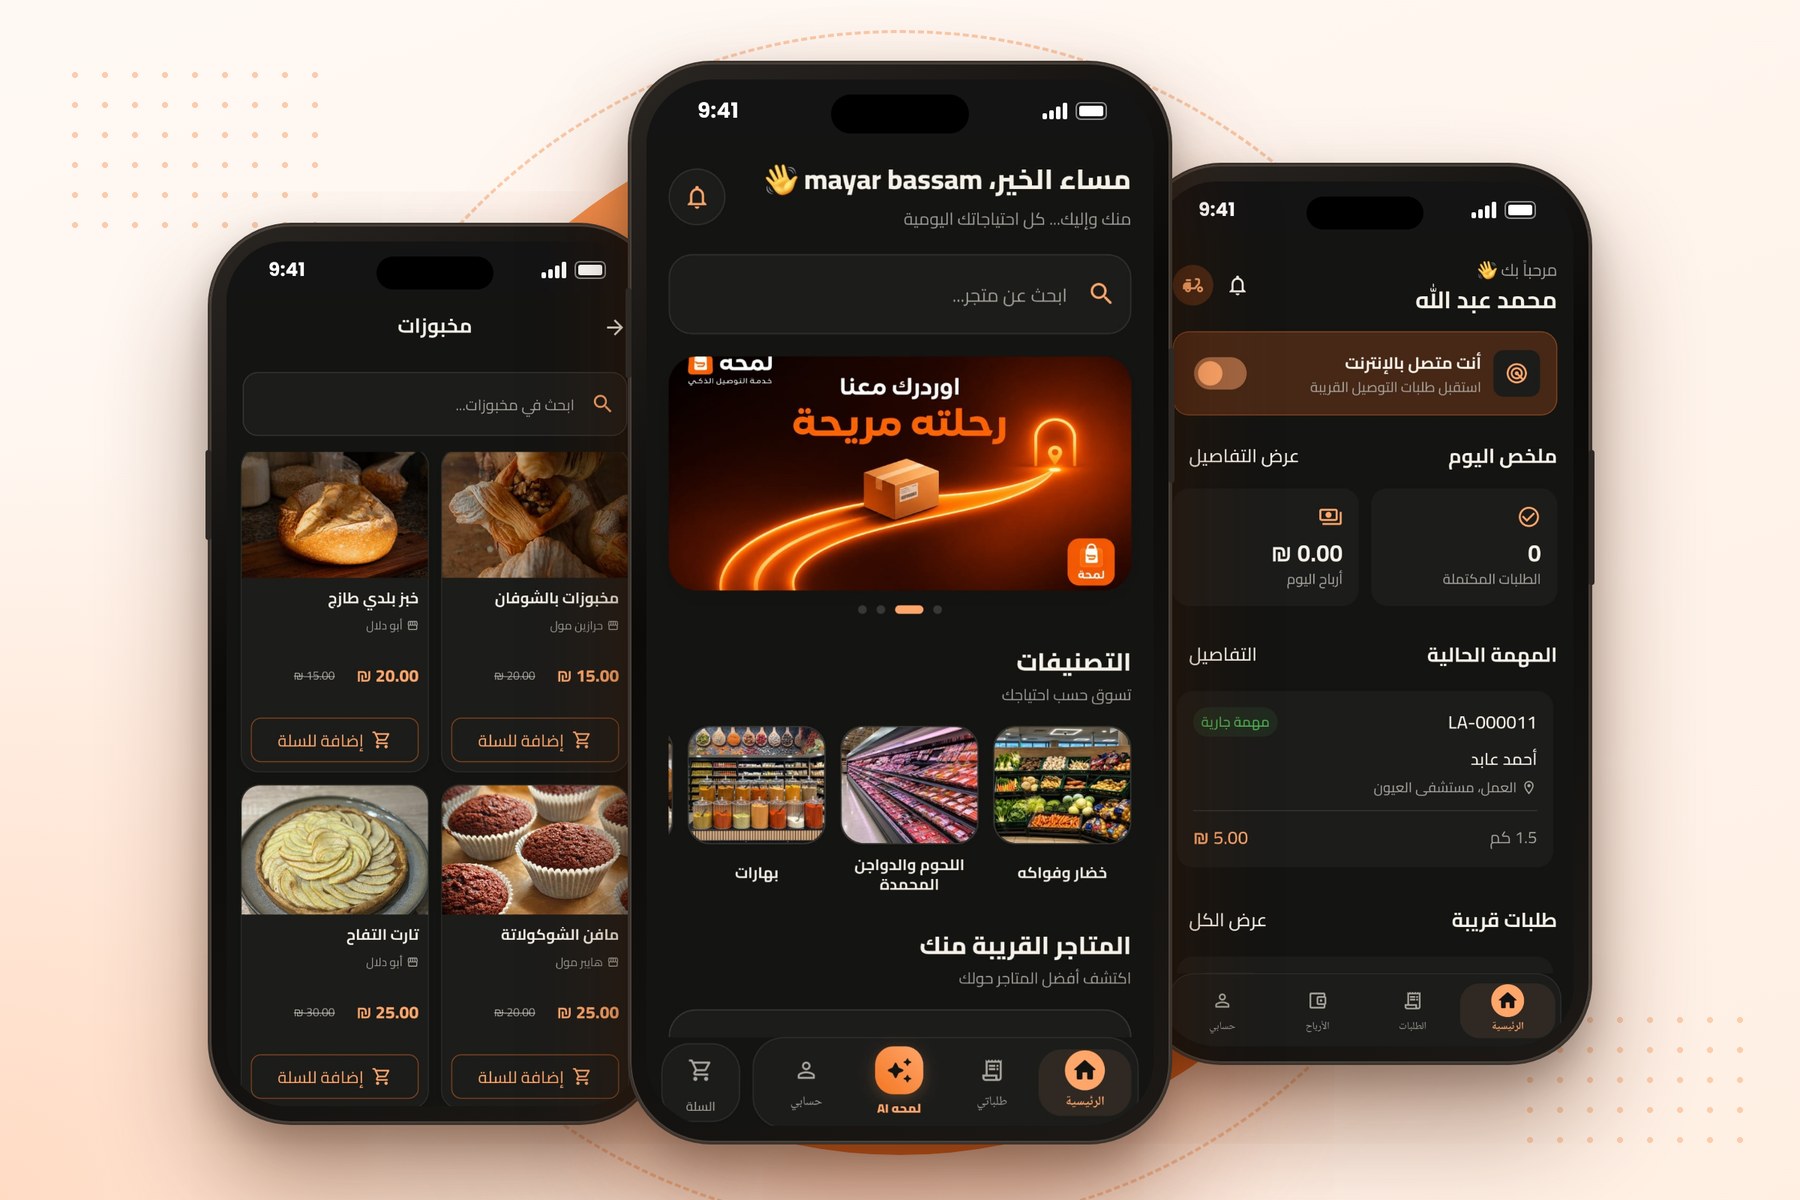 9:41
مخبوزات
ابحث في مخبوزات...
مخبوزات بالشوفان
حرازين مول
₪ 15.00
₪ 20.00
إضافة للسلة
خبز بلدي طازج
أبو دلال
₪ 20.00
₪ 15.00
إضافة للسلة
مافن الشوكولاتة
هايبر مول
₪ 25.00
₪ 20.00
إضافة للسلة
تارت التفاح
أبو دلال
₪ 25.00
₪ 30.00
إضافة للسلة
9:41
مساء الخير، mayar bassam 👋
منك وإليك... كل احتياجاتك اليومية
ابحث عن متجر...
لمحة
خدمة التوصيل الذكي
اوردرك معنا
رحلته مريحة
لمحة
التصنيفات
تسوق حسب احتياجك
خضار وفواكه
اللحوم والدواجن
المجمدة
بهارات
المتاجر القريبة منك
اكتشف أفضل المتاجر حولك
الرئيسية
طلباتي
لمحه AI
حسابي
السلة
9:41
مرحباً بك 👋
محمد عبد الله
أنت متصل بالإنترنت
استقبل طلبات التوصيل القريبة
ملخص اليوم
عرض التفاصيل
0
الطلبات المكتملة
₪ 0.00
أرباح اليوم
المهمة الحالية
التفاصيل
LA-000011
مهمة جارية
أحمد عابد
العمل، مستشفى العيون
1.5 كم
₪ 5.00
طلبات قريبة
عرض الكل
الرئيسية
الطلبات
الأرباح
حسابي